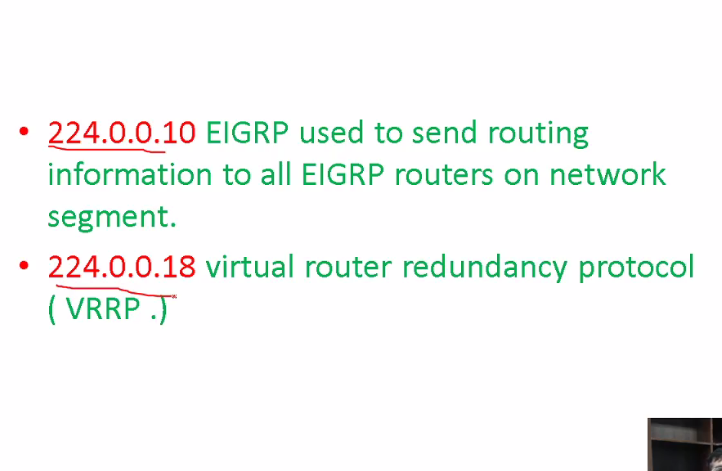 • 224.0.0.10 EIGRP used to send routing
information to all EIGRP routers on network
segment.
• 224.0.0.18 virtual router redundancy protocol
( VRRP .)